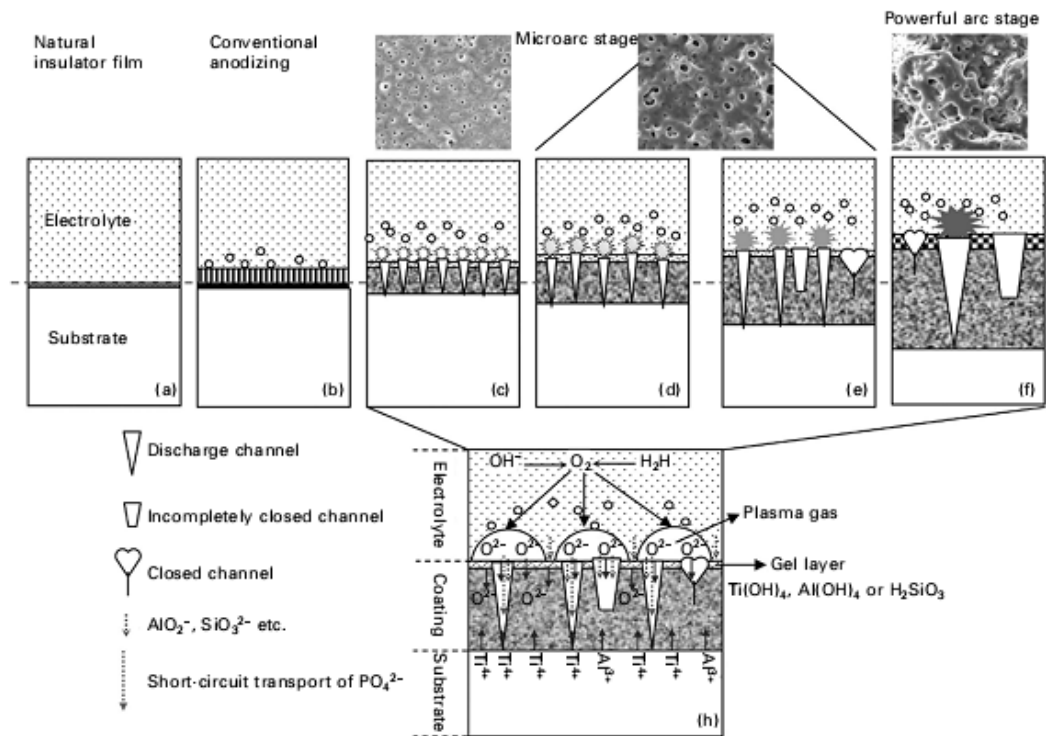 Natural
insulator film
Conventional
anodizing
Microarc stage
Powerful arc stage
Electrolyte
Substrate
(a)
(b)
(c)
(d)
(e)
(f)
Discharge channel
Incompletely closed channel
Closed channel
AlO₂⁻, SiO₃²⁻ etc.
Short-circuit transport of PO₄²⁻
Electrolyte
Coating
Substrate
OH⁻ O₂ H₂H
Plasma gas
O²⁻ O²⁻ O²⁻ O²⁻ O²⁻ O²⁻
Gel layer
Ti(OH)₄, Al(OH)₄ or H₂SiO₃
O²⁻ O²⁻ O²⁻
Ti⁴⁺ Ti⁴⁺ Ti⁴⁺ Ti⁴⁺ Al³⁺ Ti⁴⁺ Ti⁴⁺ Al³⁺
(h)